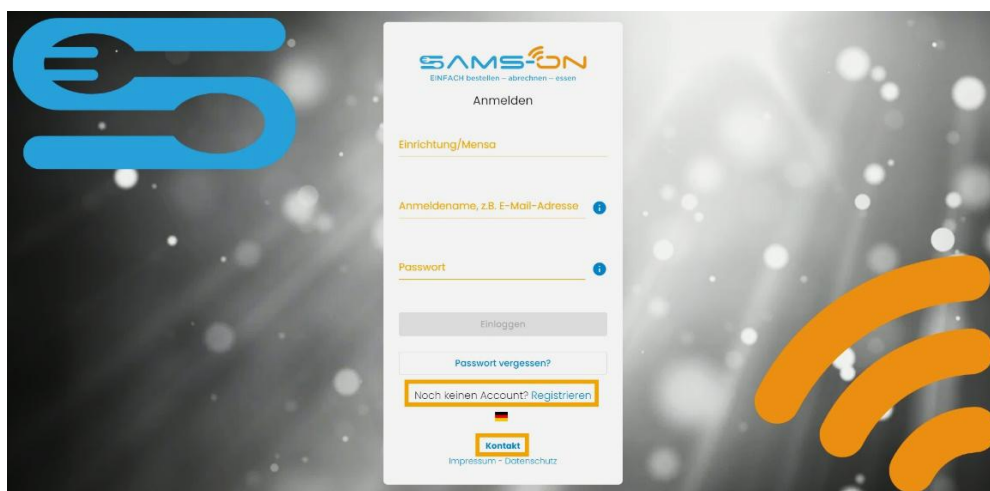 SAMS-ON
EINFACH bestellen – abrechnen – essen
Anmelden
Einrichtung/Mensa
Anmeldename, z.B. E-Mail-Adresse
Passwort
Einloggen
Passwort vergessen?
Noch keinen Account? Registrieren
Kontakt
Impressum - Datenschutz